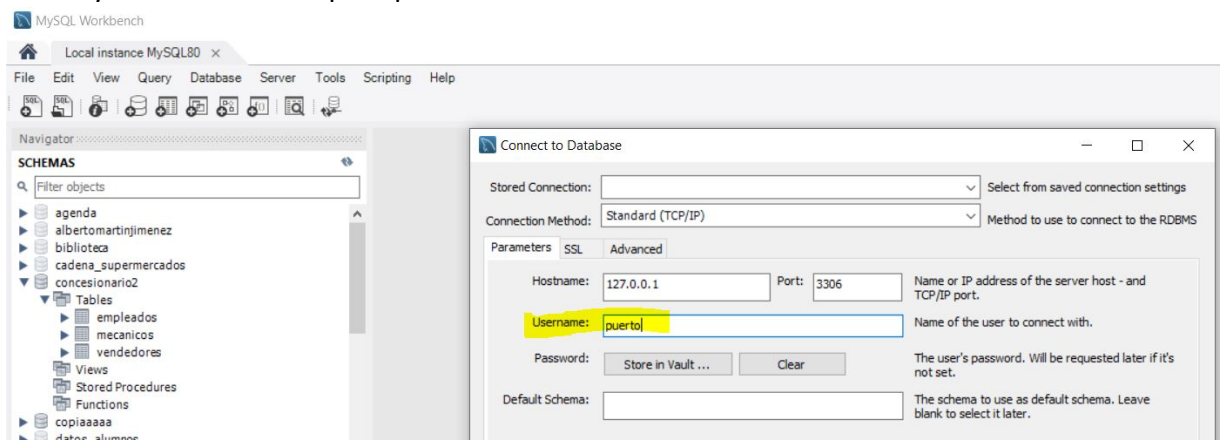 MySQL Workbench
Local instance MySQL80 ×
File Edit View Query Database Server Tools Scripting Help
Navigator
SCHEMAS
Filter objects
agenda
albertomartinjimenez
biblioteca
cadena_supermercados
concesionario2
Tables
empleados
mecanicos
vendedores
Views
Stored Procedures
Functions
copiaaaaa
datos_alumnos
Connect to Database
Stored Connection: Select from saved connection settings
Connection Method: Standard (TCP/IP) Method to use to connect to the RDBMS
Parameters SSL Advanced
Hostname: 127.0.0.1 Port: 3306 Name or IP address of the server host - and
TCP/IP port.
Username: puerto Name of the user to connect with.
Password: Store in Vault ... Clear The user's password. Will be requested later if it's
not set.
Default Schema: The schema to use as default schema. Leave
blank to select it later.